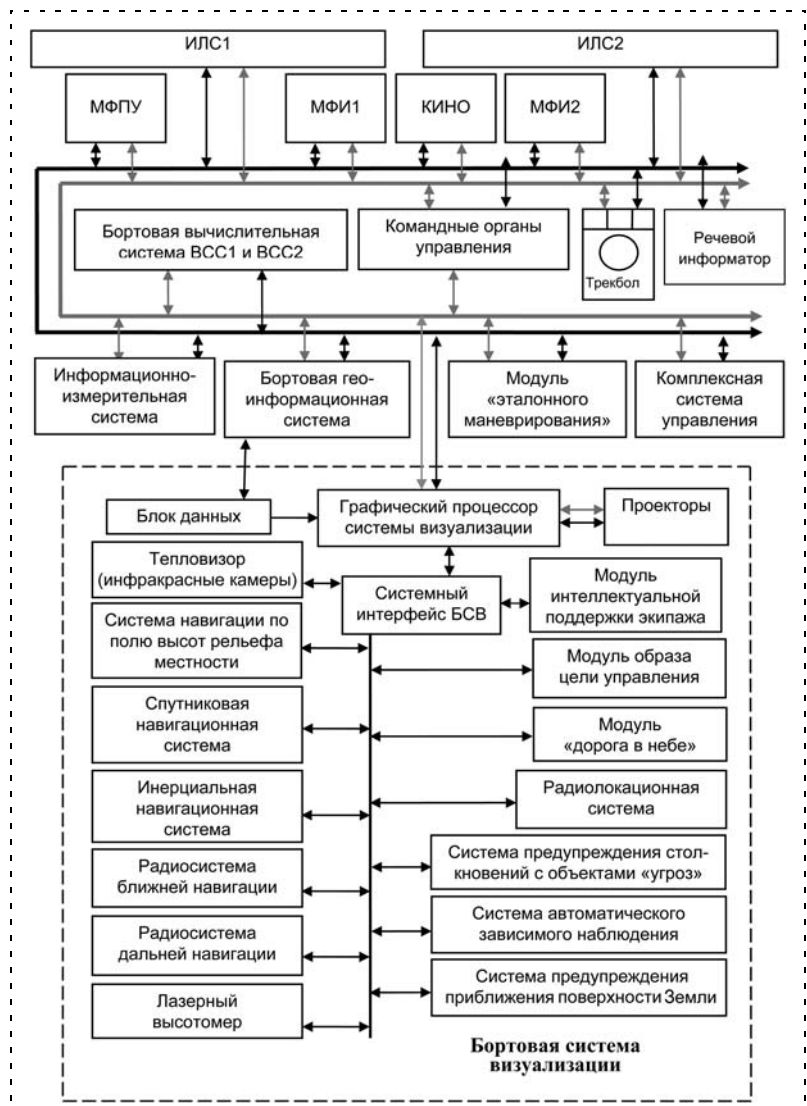 ИЛС1
ИЛС2
МФПУ
МФИ1
КИНО
МФИ2
Бортовая вычислительная
система ВСС1 и ВСС2
Командные органы
управления
Трекбол
Речевой
информатор
Информационно-
измерительная
система
Бортовая гео-
информационная
система
Модуль
«эталонного
маневрирования»
Комплексная
система
управления
Блок данных
Графический процессор
системы визуализации
Проекторы
Тепловизор
(инфракрасные камеры)
Системный
интерфейс БСВ
Модуль
интеллектуальной
поддержки экипажа
Система навигации по
полю высот рельефа
местности
Модуль образа
цели управления
Спутниковая
навигационная
система
Модуль
«дорога в небе»
Инерциальная
навигационная
система
Радиолокационная
система
Радиосистема
ближней навигации
Система предупреждения стол-
кновений с объектами «угроз»
Радиосистема
дальней навигации
Система автоматического
зависимого наблюдения
Лазерный
высотомер
Система предупреждения
приближения поверхности Земли
Бортовая система
визуализации